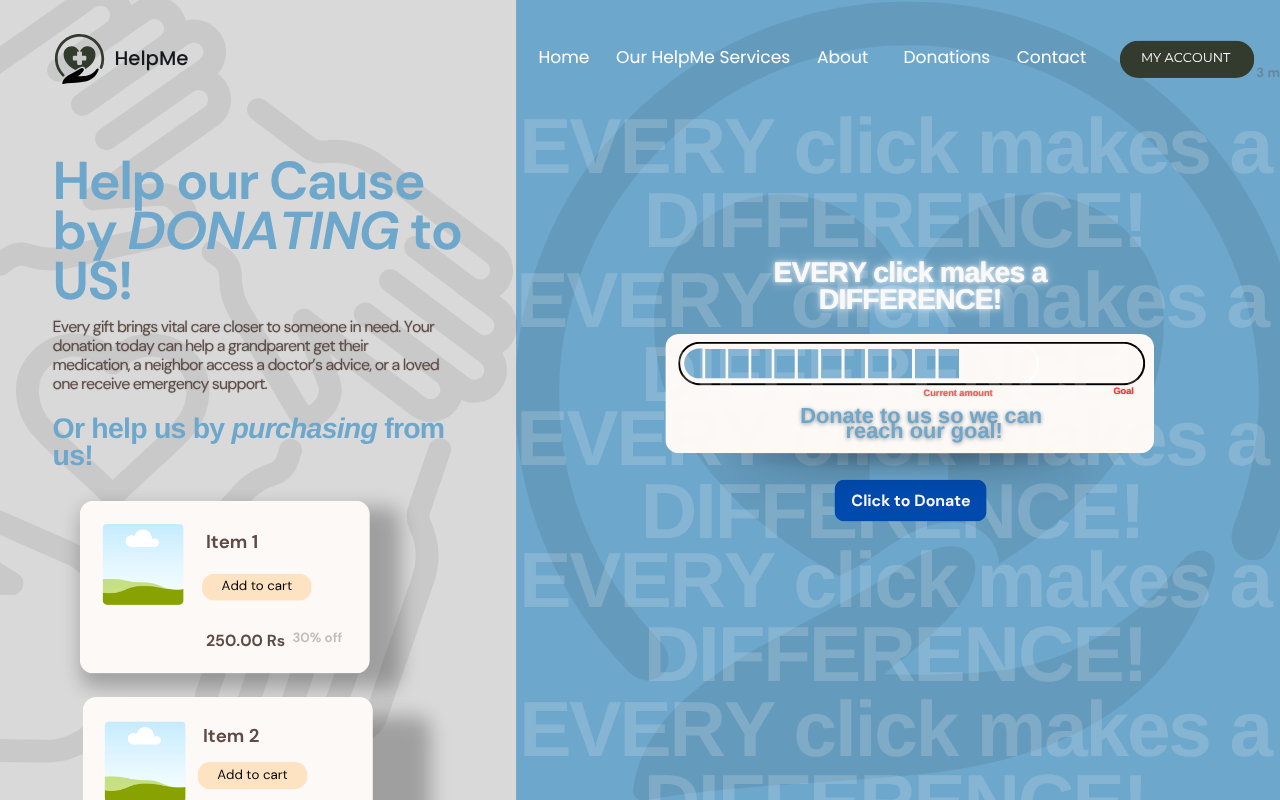 HelpMe
Home
Our HelpMe Services
About
Donations
Contact
MY ACCOUNT
3 m
Help our Cause
by DONATING to
US!
Every gift brings vital care closer to someone in need. Your
donation today can help a grandparent get their
medication, a neighbor access a doctor's advice, or a loved
one receive emergency support.
Or help us by purchasing from
us!
Item 1
Add to cart
250.00 Rs
30% off
Item 2
Add to cart
EVERY click makes a
DIFFERENCE!
EVERY click makes a
DIFFERENCE!
EVERY click makes a
DIFFERENCE!
Current amount
Goal
Donate to us so we can
reach our goal!
Click to Donate
EVERY click makes a
DIFFERENCE!
EVERY click makes a
DIFFERENCE!
EVERY click makes a
DIFFERENCE!